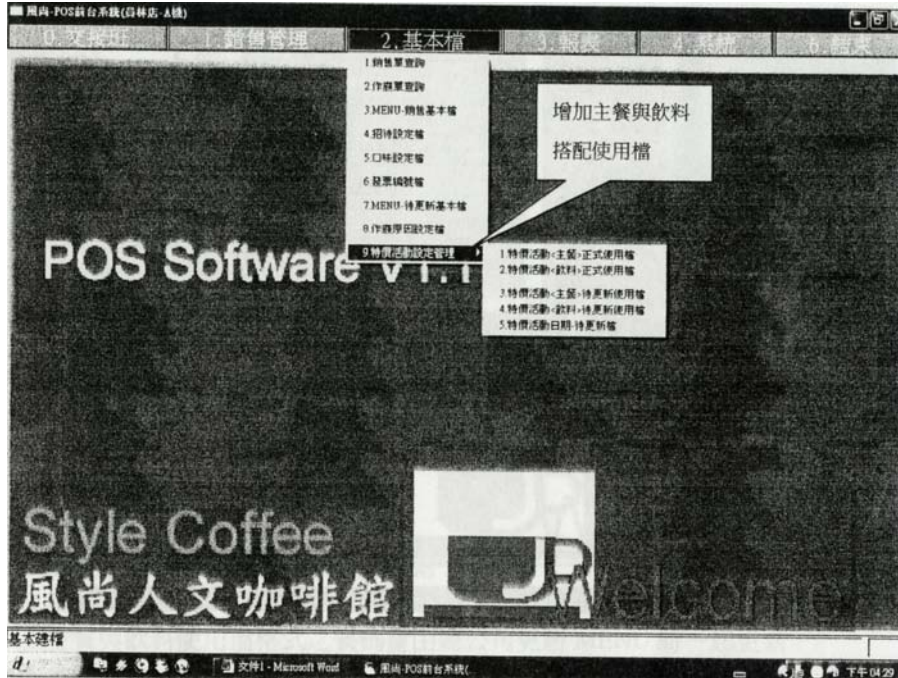 風尚-POS前台系統(員林店-A機)
0.交接班 1.銷售管理 2.基本檔 3.報表 4.系統 6.結束
1.銷售單查詢
2.作廢單查詢
3.MENU-銷售基本檔
4.招待設定檔
5.口味設定檔
6.發票編號檔
7.MENU-待更新基本檔
8.作廢原因設定檔
9.特價活動設定管理
增加主餐與飲料
搭配使用檔
1.特價活動<主餐>正式使用檔
2.特價活動<飲料>正式使用檔
3.特價活動<主餐>待更新使用檔
4.特價活動<飲料>待更新使用檔
5.特價活動日期-待更新檔
POS Software V1.1
Style Coffee
風尚人文咖啡館
Welcome
基本建檔
文件1 - Microsoft Word 風尚-POS前台系統(
下午 04:29